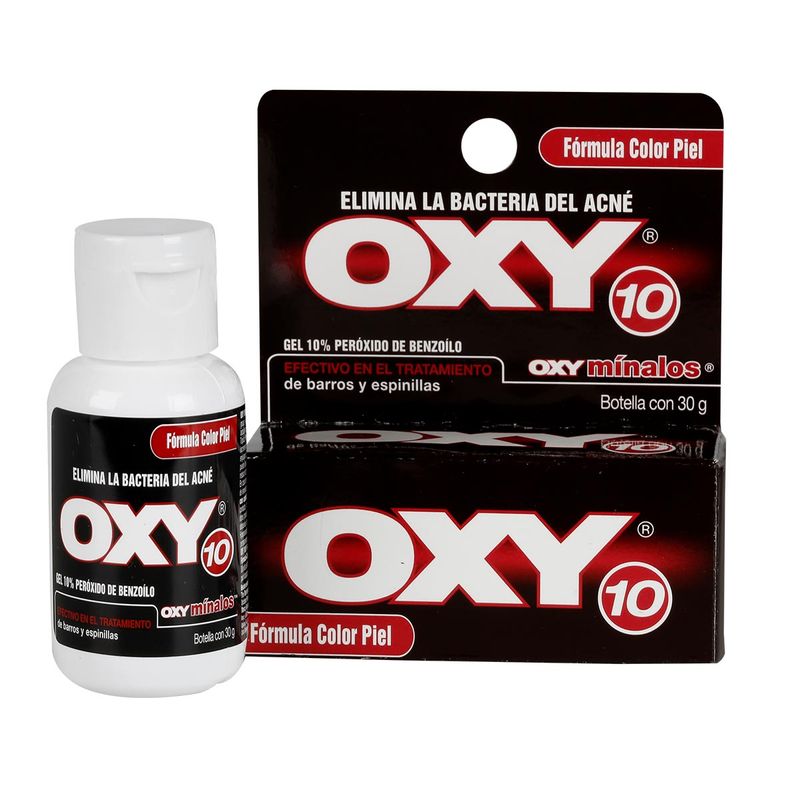 Fórmula Color Piel
ELIMINA LA BACTERIA DEL ACNÉ
OXY®
10
GEL 10% PERÓXIDO DE BENZOÍLO
EFECTIVO EN EL TRATAMIENTO
de barros y espinillas
OXY mínalos®
Botella con 30 g
OXY®
10
Fórmula Color Piel
Fórmula Color Piel
ELIMINA LA BACTERIA DEL ACNÉ
OXY®
10
GEL 10% PERÓXIDO DE BENZOÍLO
EFECTIVO EN EL TRATAMIENTO
de barros y espinillas
OXY mínalos™
Botella con 30 g